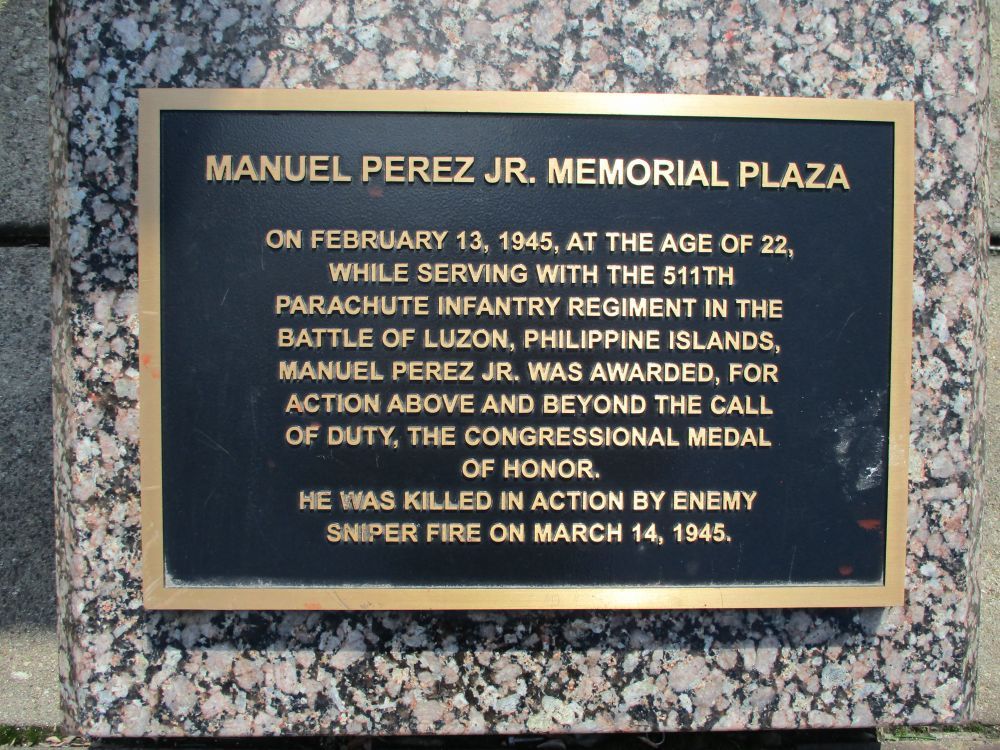 MANUEL PEREZ JR. MEMORIAL PLAZA
ON FEBRUARY 13, 1945, AT THE AGE OF 22,
WHILE SERVING WITH THE 511TH
PARACHUTE INFANTRY REGIMENT IN THE
BATTLE OF LUZON, PHILIPPINE ISLANDS,
MANUEL PEREZ JR. WAS AWARDED, FOR
ACTION ABOVE AND BEYOND THE CALL
OF DUTY, THE CONGRESSIONAL MEDAL
OF HONOR.
HE WAS KILLED IN ACTION BY ENEMY
SNIPER FIRE ON MARCH 14, 1945.